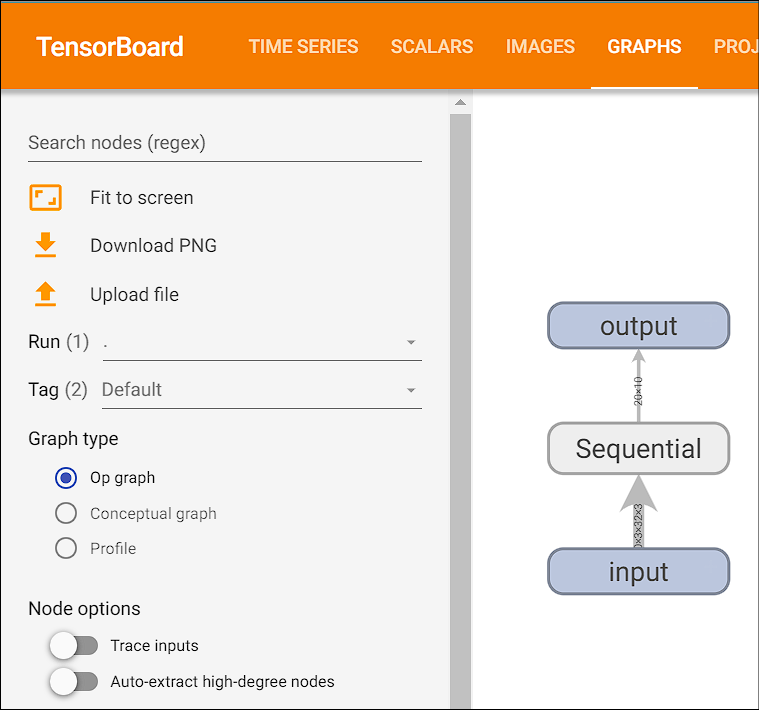 TensorBoard TIME SERIES SCALARS IMAGES GRAPHS PROJ
Search nodes (regex)
Fit to screen
Download PNG
Upload file
Run (1) .
Tag (2) Default
Graph type
Op graph
Conceptual graph
Profile
Node options
Trace inputs
Auto-extract high-degree nodes
output
20×10
Sequential
×3×32×3
input